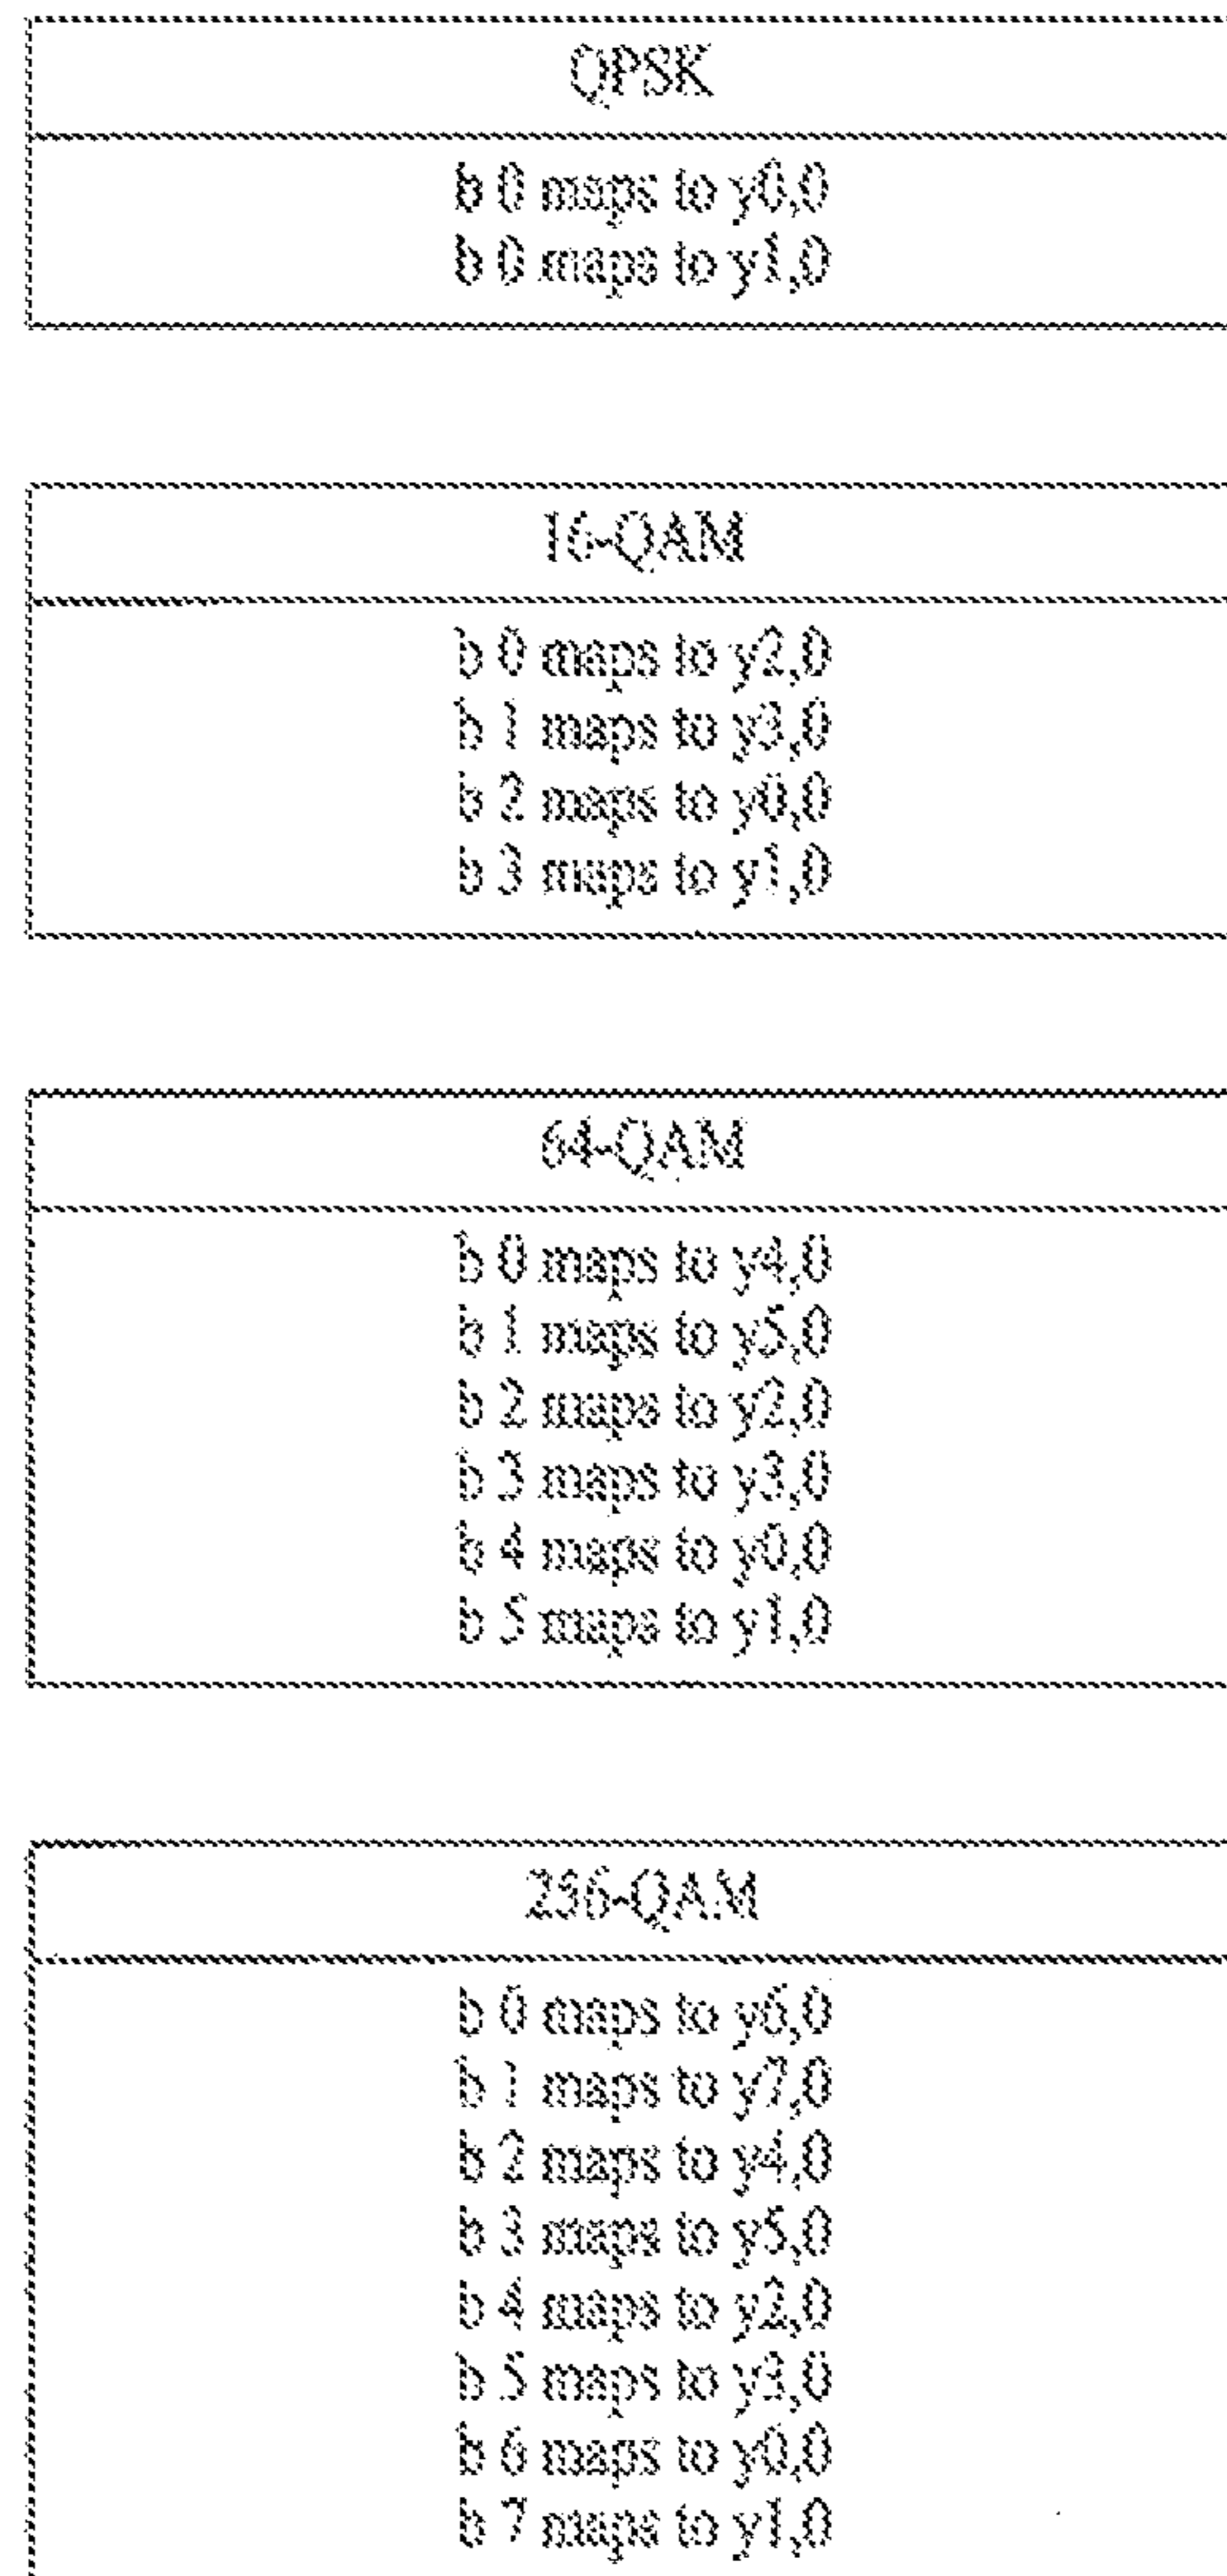 QPSK
b 0 maps to y0,0
b 0 maps to y1,0
16-QAM
b 0 maps to y2,0
b 1 maps to y3,0
b 2 maps to y0,0
b 3 maps to y1,0
64-QAM
b 0 maps to y4,0
b 1 maps to y5,0
b 2 maps to y2,0
b 3 maps to y3,0
b 4 maps to y0,0
b 5 maps to y1,0
256-QAM
b 0 maps to y6,0
b 1 maps to y7,0
b 2 maps to y4,0
b 3 maps to y5,0
b 4 maps to y2,0
b 5 maps to y3,0
b 6 maps to y0,0
b 7 maps to y1,0